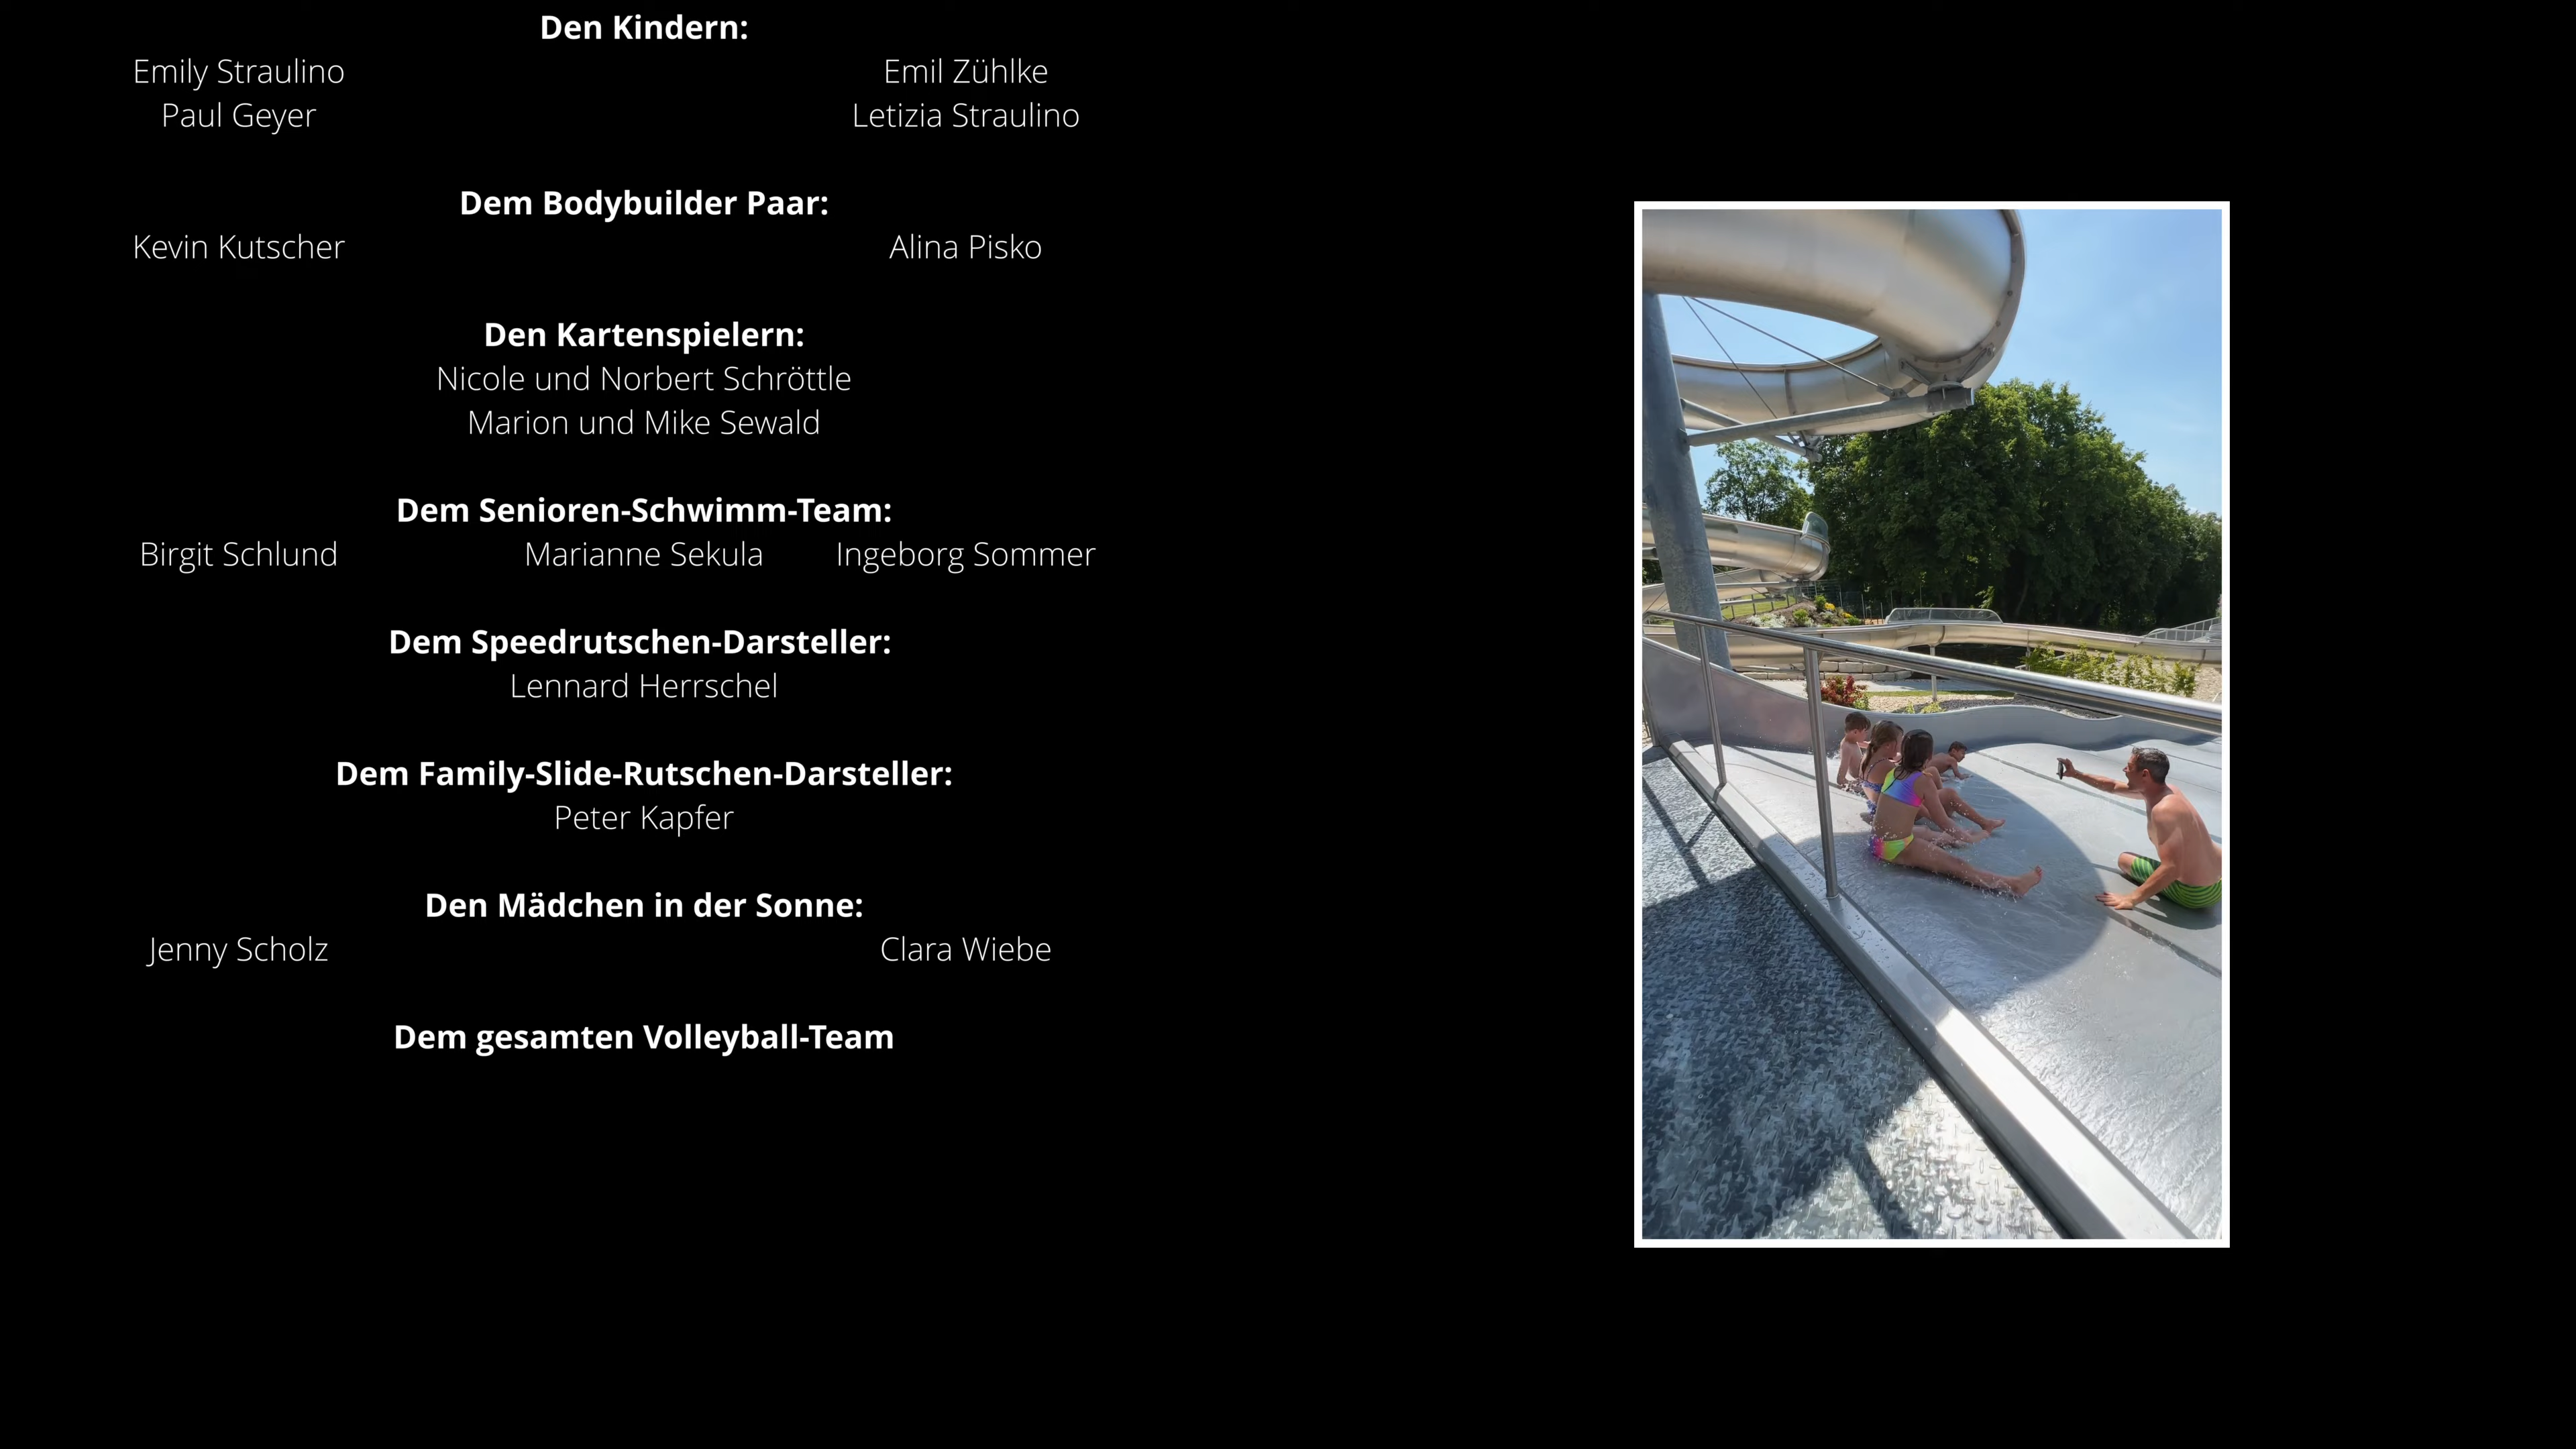 Den Kindern:
Emily Straulino Emil Zühlke
Paul Geyer Letizia Straulino
Dem Bodybuilder Paar:
Kevin Kutscher Alina Pisko
Den Kartenspielern:
Nicole und Norbert Schröttle
Marion und Mike Sewald
Dem Senioren-Schwimm-Team:
Birgit Schlund Marianne Sekula Ingeborg Sommer
Dem Speedrutschen-Darsteller:
Lennard Herrschel
Dem Family-Slide-Rutschen-Darsteller:
Peter Kapfer
Den Mädchen in der Sonne:
Jenny Scholz Clara Wiebe
Dem gesamten Volleyball-Team